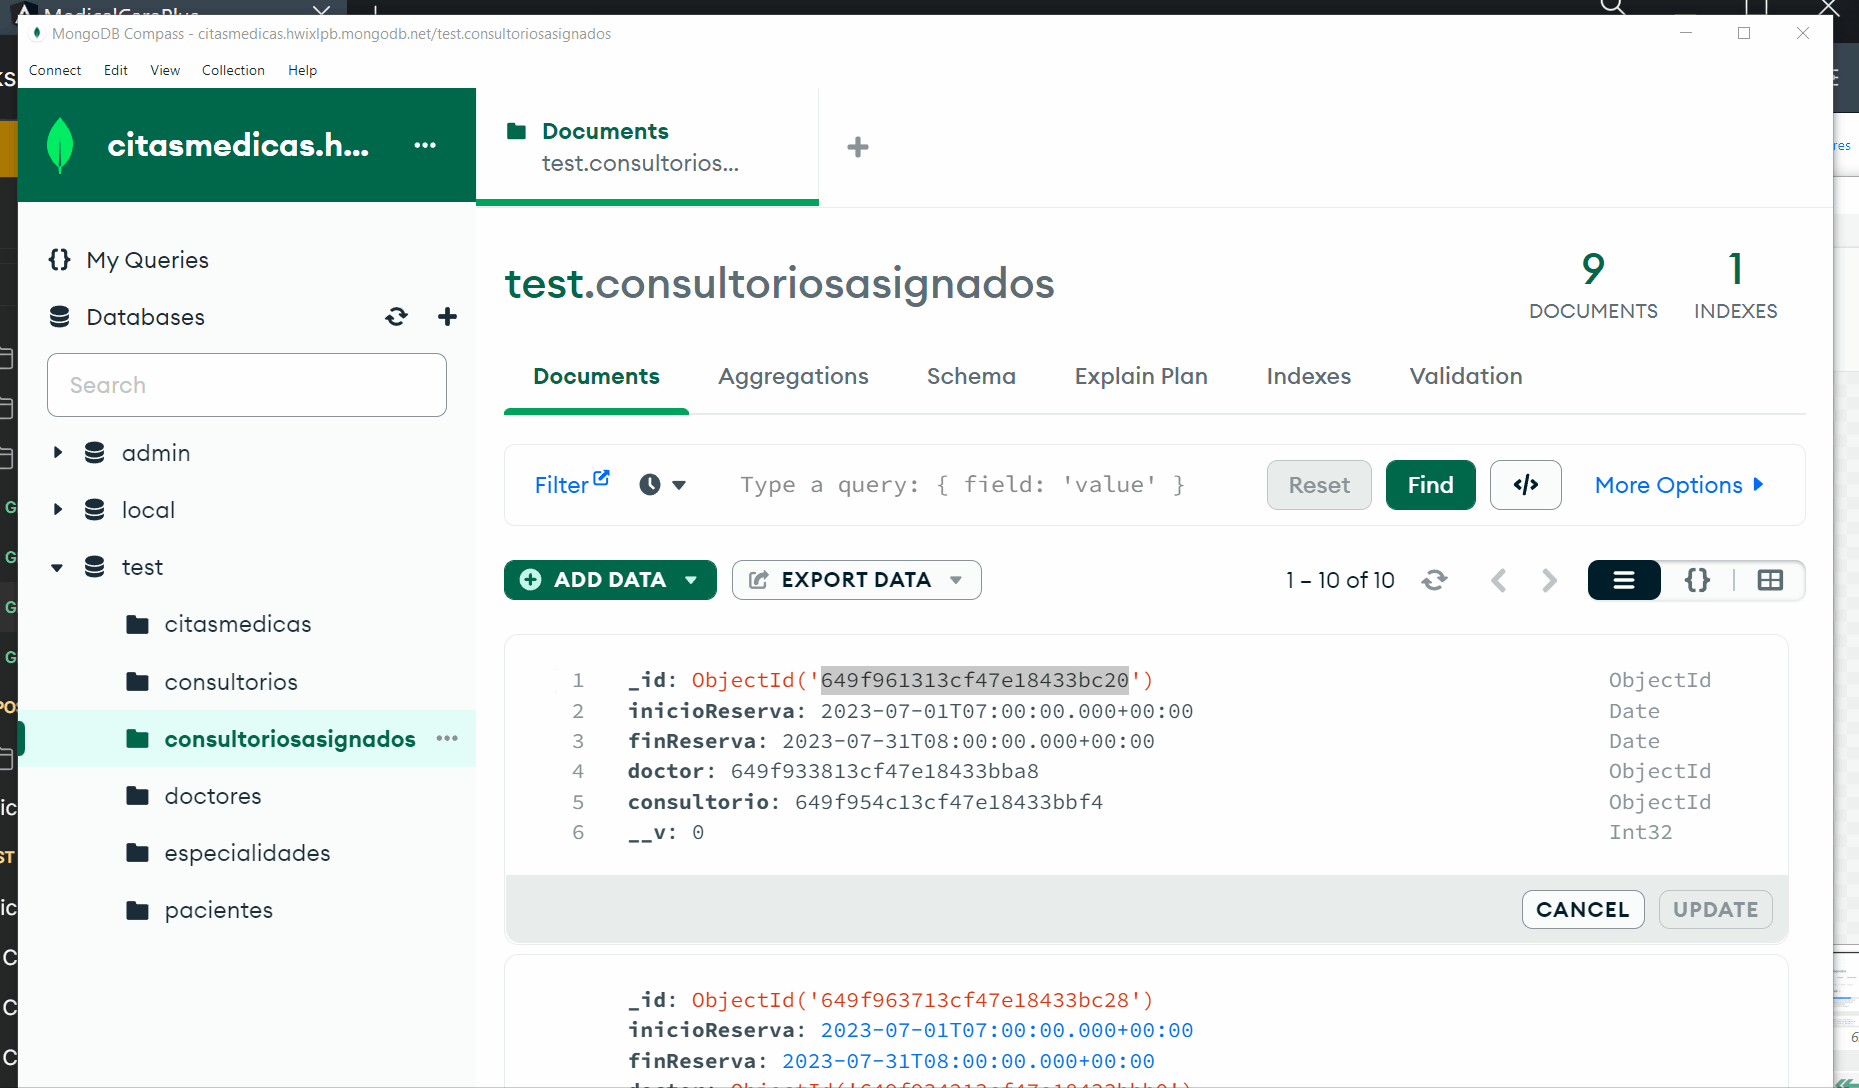 MongoDB Compass - citasmedicas.hwixlpb.mongodb.net/test.consultoriosasignados
Connect Edit View Collection Help
citasmedicas.h...
Documents
test.consultorios...
My Queries
Databases
Search
admin
local
test
citasmedicas
consultorios
consultoriosasignados
doctores
especialidades
pacientes
test.consultoriosasignados
9
DOCUMENTS
1
INDEXES
Documents Aggregations Schema Explain Plan Indexes Validation
Filter Type a query: { field: 'value' } Reset Find </> More Options
ADD DATA EXPORT DATA 1 – 10 of 10 {}
1 _id: ObjectId('649f961313cf47e18433bc20') ObjectId
2 inicioReserva: 2023-07-01T07:00:00.000+00:00 Date
3 finReserva: 2023-07-31T08:00:00.000+00:00 Date
4 doctor: 649f933813cf47e18433bba8 ObjectId
5 consultorio: 649f954c13cf47e18433bbf4 ObjectId
6 __v: 0 Int32
CANCEL UPDATE
_id: ObjectId('649f963713cf47e18433bc28')
inicioReserva: 2023-07-01T07:00:00.000+00:00
finReserva: 2023-07-31T08:00:00.000+00:00